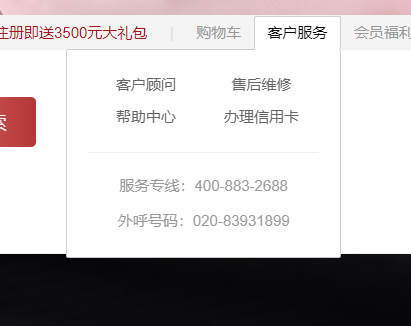 注册即送3500元大礼包 | 购物车 客户服务 会员福利
客户顾问 售后维修
索
帮助中心 办理信用卡
服务专线：400-883-2688
外呼号码：020-83931899